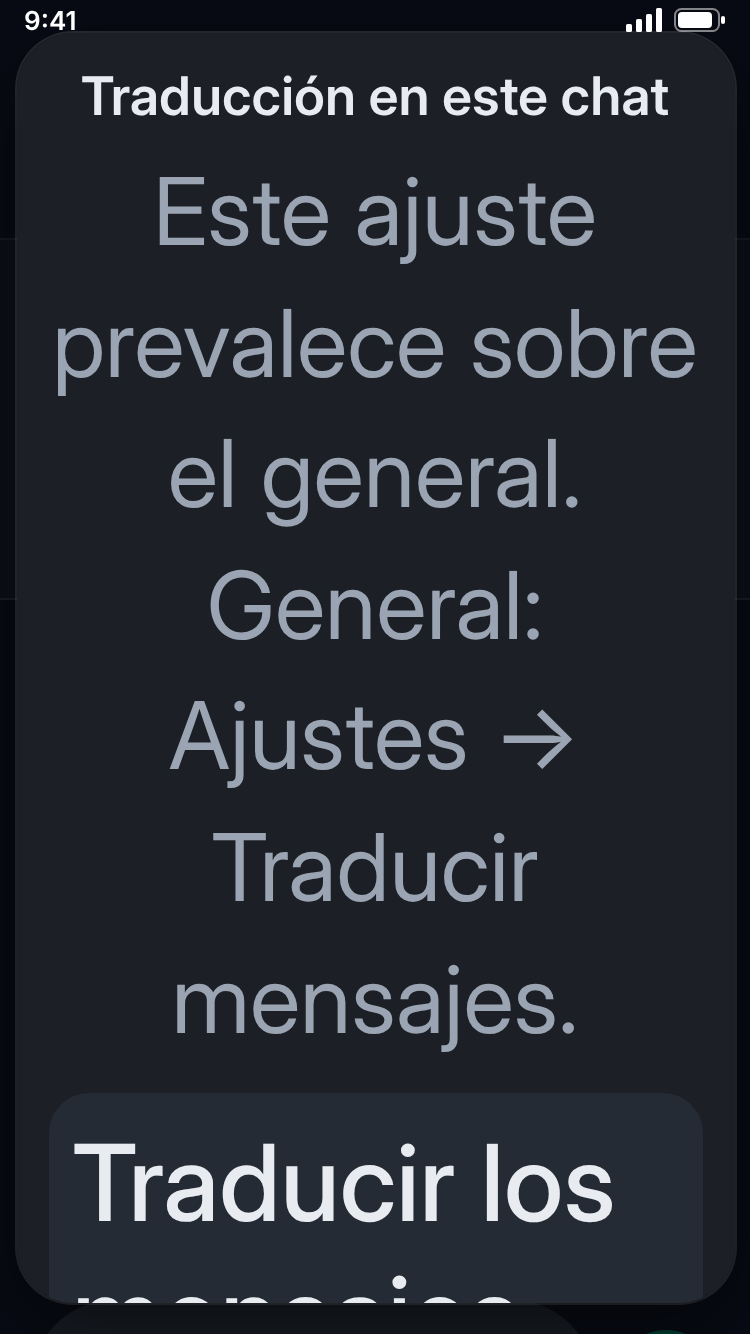 9:41
Traducción en este chat
Este ajuste
prevalece sobre
el general.
General:
Ajustes →
Traducir
mensajes.
Traducir los